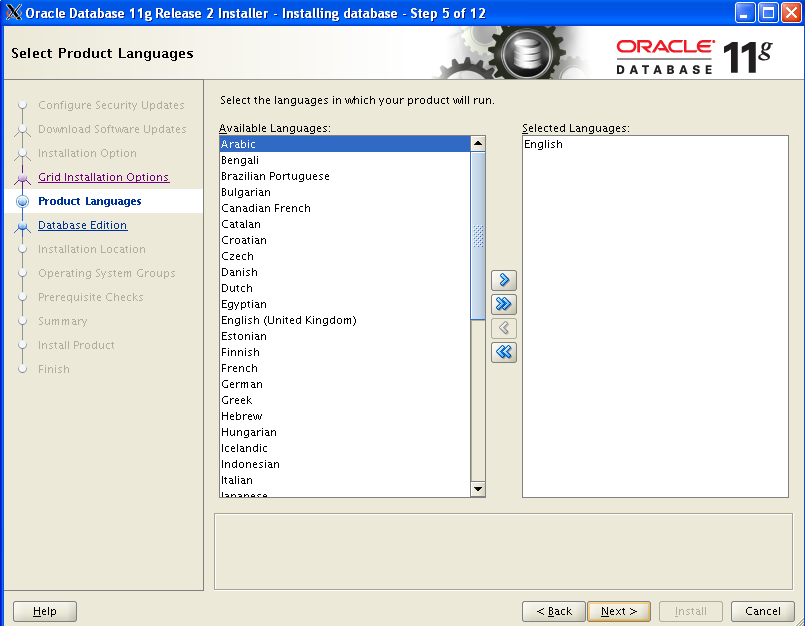 Oracle Database 11g Release 2 Installer - Installing database - Step 5 of 12
Select Product Languages
ORACLE
DATABASE
11g
Configure Security Updates
Download Software Updates
Installation Option
Grid Installation Options
Product Languages
Database Edition
Installation Location
Operating System Groups
Prerequisite Checks
Summary
Install Product
Finish
Select the languages in which your product will run.
Available Languages:
Arabic
Bengali
Brazilian Portuguese
Bulgarian
Canadian French
Catalan
Croatian
Czech
Danish
Dutch
Egyptian
English (United Kingdom)
Estonian
Finnish
French
German
Greek
Hebrew
Hungarian
Icelandic
Indonesian
Italian
Japanese
Selected Languages:
English
Help
< Back
Next >
Install
Cancel